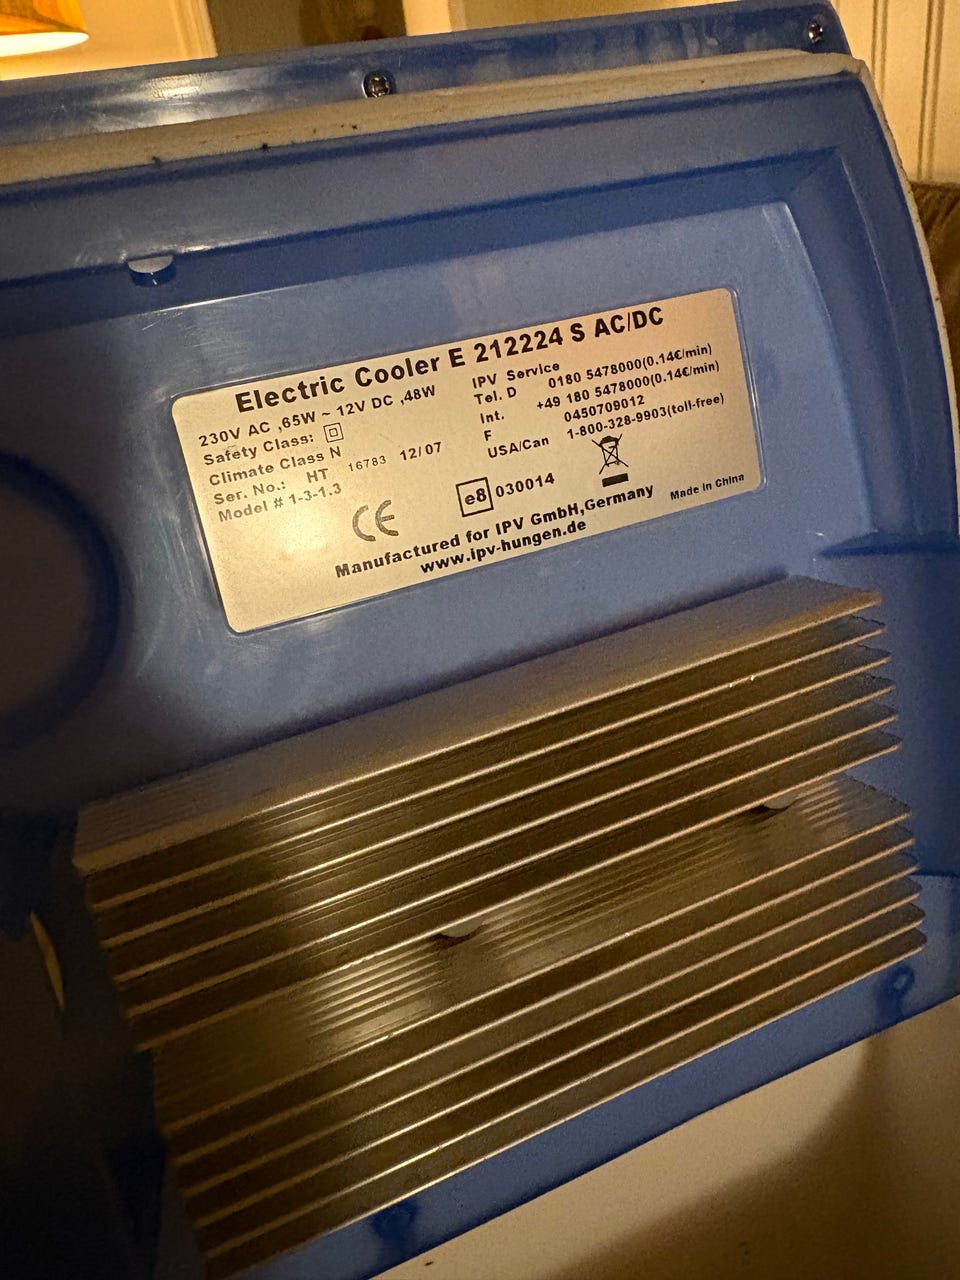 Electric Cooler E 212224 S AC/DC
230V AC ,65W ~ 12V DC ,48W
Safety Class:
Climate Class N
Ser. No.: HT 16783 12/07
Model # 1-3-1.3
IPV Service
Tel. D 0180 5478000(0.14€/min)
Int. +49 180 5478000(0.14€/min)
F 0450709012
USA/Can 1-800-328-9903(toll-free)
CE
e8 030014
Manufactured for IPV GmbH,Germany
www.ipv-hungen.de
Made in China